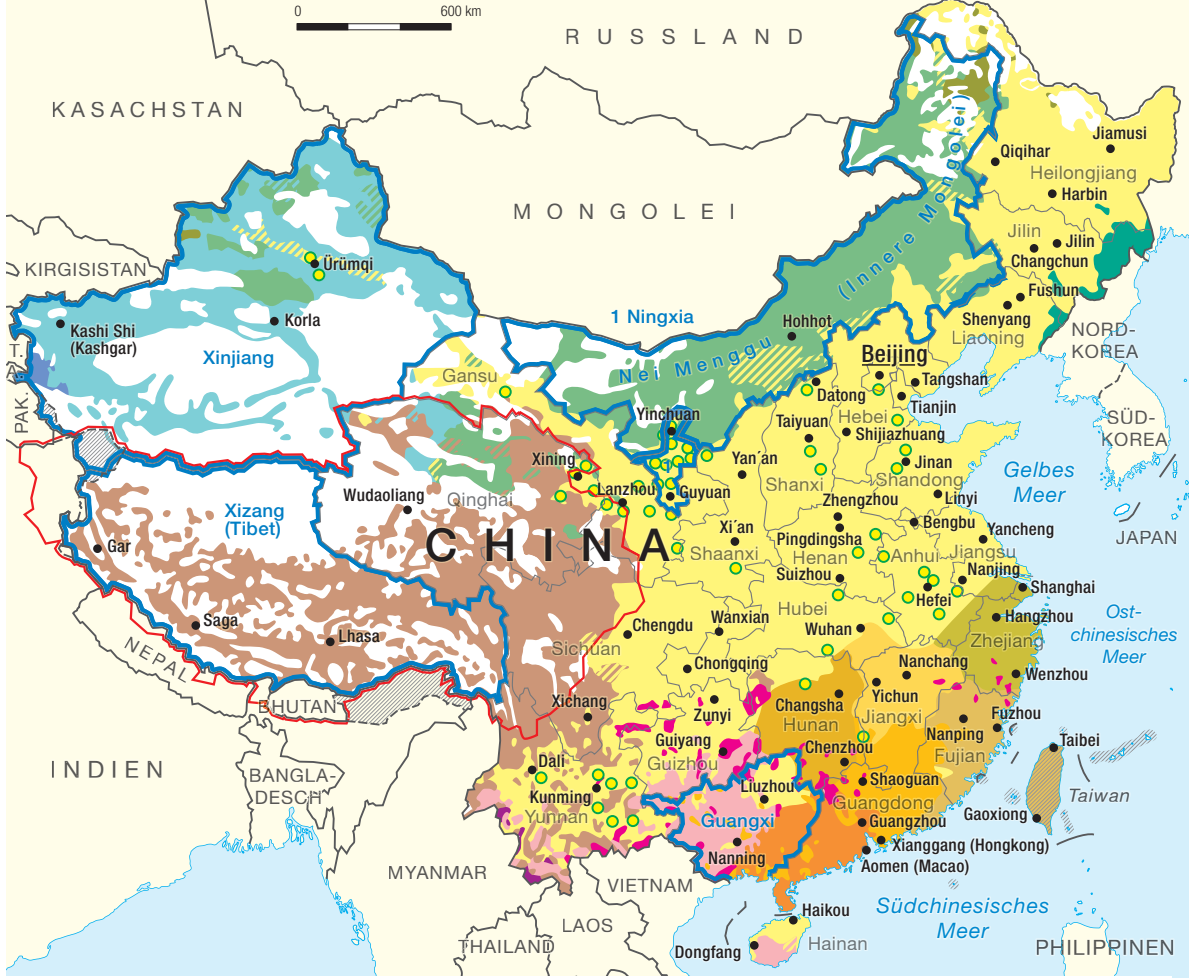 0 600 km
RUSSLAND
KASACHSTAN
MONGOLEI
KIRGISISTAN
T.
A.
PAK.
Jiamusi
Qiqihar
Heilongjiang
Harbin
Jilin
Jilin
Changchun
Fushun
Shenyang
Liaoning
NORD-
KOREA
SÜD-
KOREA
(Innere Mongolei)
Nei Menggu
Hohhot
1 Ningxia
Ürümqi
Korla
Kashi Shi
(Kashgar)
Xinjiang
Gansu
Beijing
Tangshan
Datong
Tianjin
Hebei
Taiyuan
Shijiazhuang
Yinchuan
1
Jinan
Yan´an
Shandong
Shanxi
Gelbes
Meer
Xining
Lanzhou
Guyuan
Zhengzhou
Linyi
Wudaoliang
Qinghai
Xizang
(Tibet)
Bengbu
Yancheng
JAPAN
CHINA
Xi´an
Pingdingsha
Shaanxi
Henan
Anhui
Jiangsu
Gar
Suizhou
Nanjing
Hefei
Shanghai
Hubei
Hangzhou
Ost-
chinesisches
Meer
Saga
Lhasa
Wanxian
Chengdu
Wuhan
Zhejiang
Sichuan
NEPAL
Chongqing
Nanchang
Wenzhou
Yichun
BHUTAN
Xichang
Zunyi
Changsha
Hunan
Jiangxi
Fuzhou
Nanping
Fujian
Guiyang
Guizhou
Chenzhou
Taibei
INDIEN
BANGLA-
DESCH
Dali
Liuzhou
Shaoguan
Kunming
Yunnan
Guangxi
Guangdong
Guangzhou
Taiwan
Gaoxiong
Nanning
Xianggang (Hongkong)
Aomen (Macao)
MYANMAR
VIETNAM
LAOS
THAILAND
Haikou
Dongfang
Hainan
Südchinesisches
Meer
PHILIPPINEN